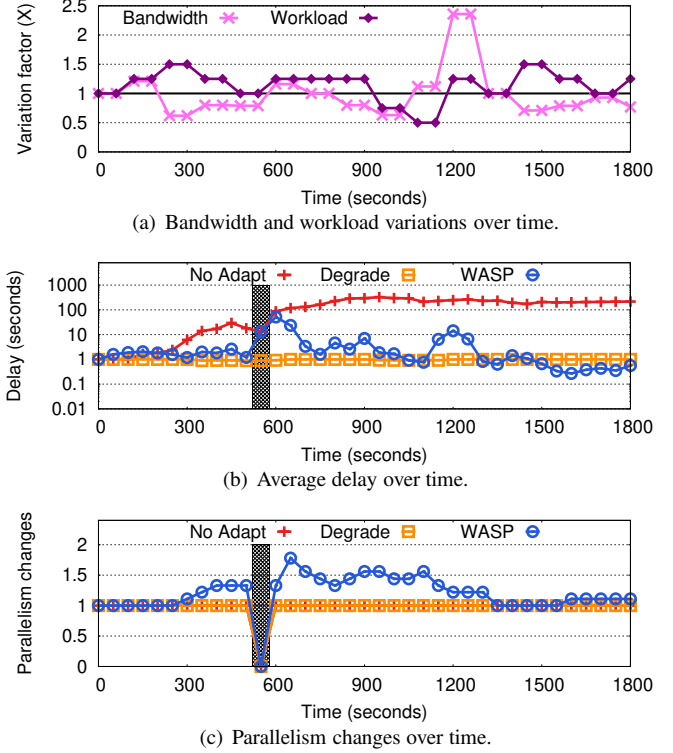 Bandwidth Workload
Variation factor (X)
2.5
2
1.5
1
0.5
0
0 300 600 900 1200 1500 1800
Time (seconds)
(a) Bandwidth and workload variations over time.
No Adapt Degrade WASP
Delay (seconds)
1000
100
10
1
0.1
0.01
0 300 600 900 1200 1500 1800
Time (seconds)
(b) Average delay over time.
No Adapt Degrade WASP
Parallelism changes
2
1.5
1
0.5
0
0 300 600 900 1200 1500 1800
Time (seconds)
(c) Parallelism changes over time.